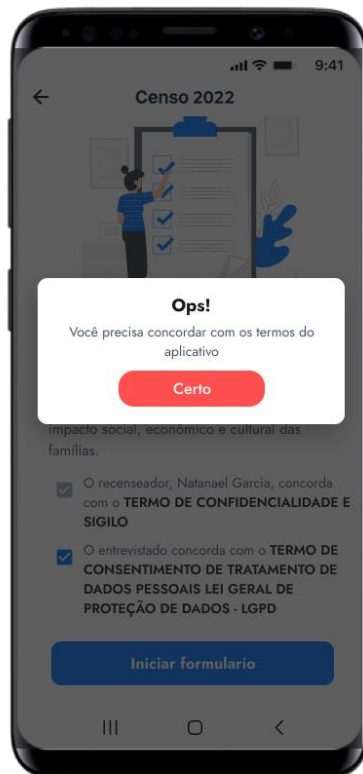 9:41
Censo 2022
Ops!
Você precisa concordar com os termos do
aplicativo
Certo
impacto social, econômico e cultural das
famílias.
O recenseador, Natanael Garcia, concorda
com o TERMO DE CONFIDENCIALIDADE E
SIGILO
O entrevistado concorda com o TERMO DE
CONSENTIMENTO DE TRATAMENTO DE
DADOS PESSOAIS LEI GERAL DE
PROTEÇÃO DE DADOS - LGPD
Iniciar formulario